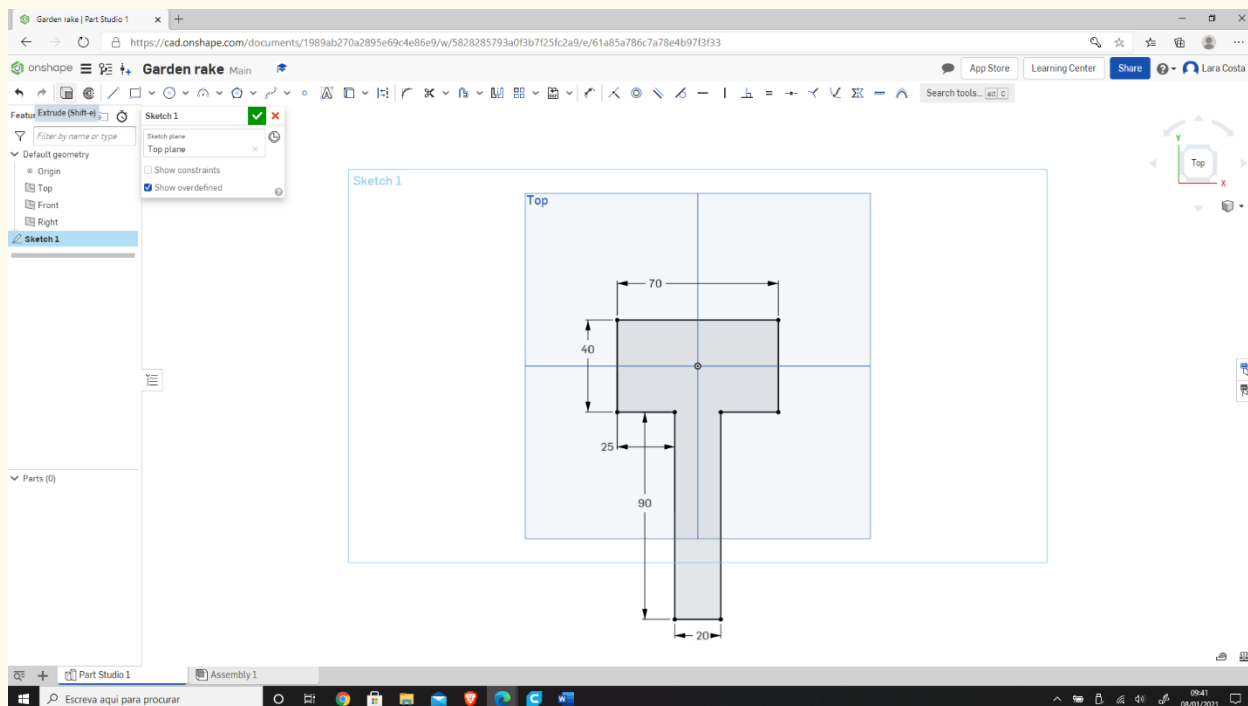 Garden rake | Part Studio 1
https://cad.onshape.com/documents/1989ab270a2895e69c4e86e9/w/5828285793a0f3b7f25fc2a9/e/61a85a786c7a78e4b97f3f33
onshape Garden rake Main App Store Learning Center Share Lara Costa
Search tools... alt C
Featu Extrude (Shift-e)
Filter by name or type
Default geometry
Origin
Top
Front
Right
Sketch 1
Sketch 1
Sketch plane
Top plane
Show constraints
Show overdefined
Sketch 1
Top
70
40
25
90
20
Y
Top
X
Parts (0)
Part Studio 1 Assembly 1
Escreva aqui para procurar
09:41
08/01/2021